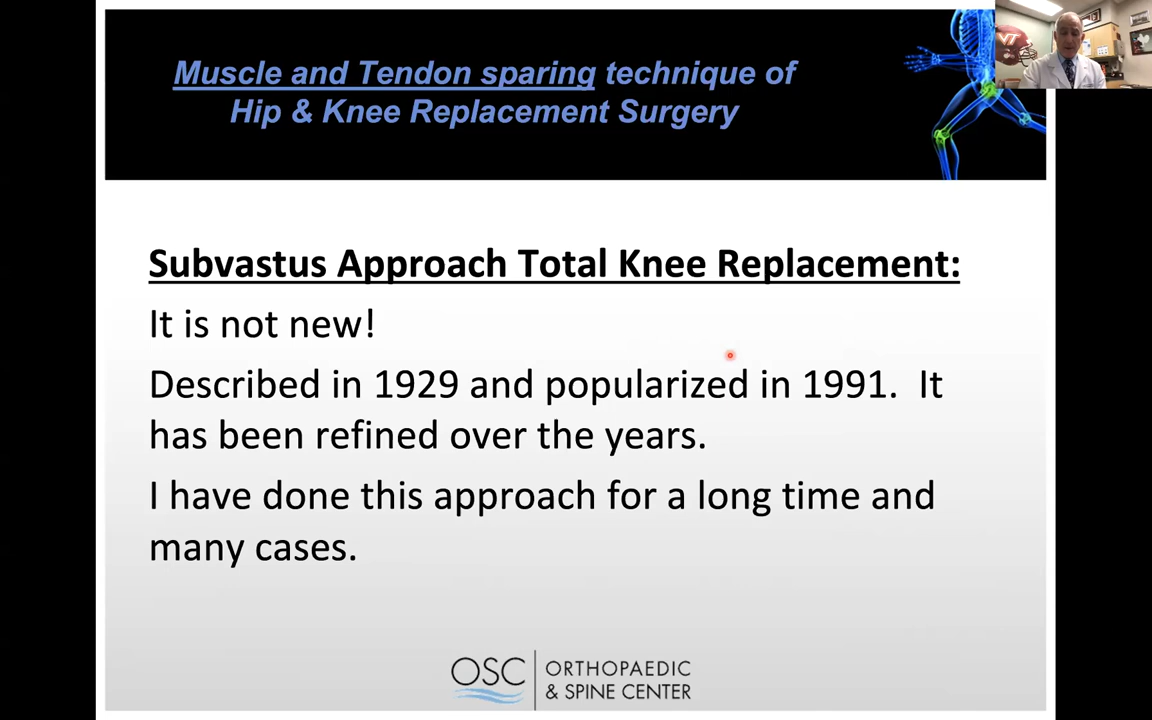 Muscle and Tendon sparing technique of
Hip & Knee Replacement Surgery
VT
Subvastus Approach Total Knee Replacement:
It is not new!
Described in 1929 and popularized in 1991.  It
has been refined over the years.
I have done this approach for a long time and
many cases.
OSC
ORTHOPAEDIC
& SPINE CENTER